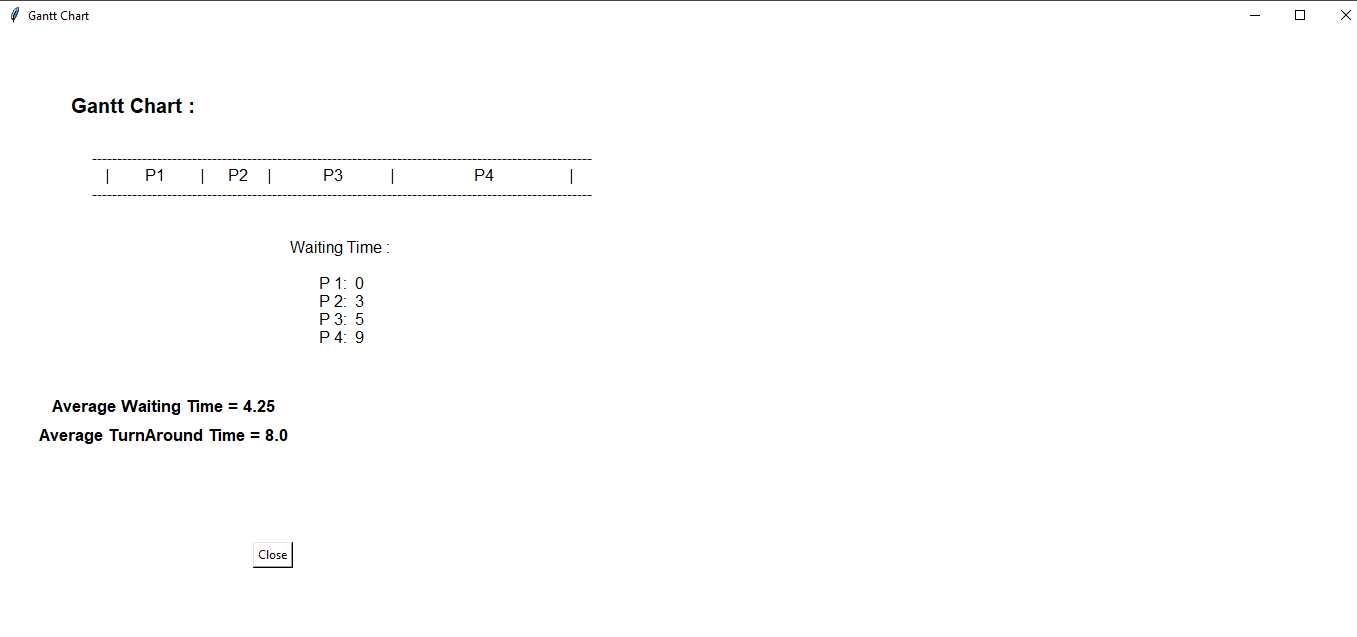 Gantt Chart
Gantt Chart :
----------------------------------------------------------------------------------------------------
| P1 | P2 | P3 | P4 |
----------------------------------------------------------------------------------------------------
Waiting Time :
P 1: 0
P 2: 3
P 3: 5
P 4: 9
Average Waiting Time = 4.25
Average TurnAround Time = 8.0
Close